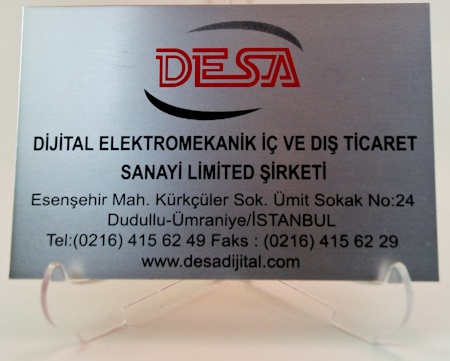 DESA
DİJİTAL ELEKTROMEKANİK İÇ VE DIŞ TİCARET
SANAYİ LİMİTED ŞİRKETİ
Esenşehir Mah. Kürkçüler Sok. Ümit Sokak No:24
Dudullu-Ümraniye/İSTANBUL
Tel:(0216) 415 62 49 Faks : (0216) 415 62 29
www.desadijital.com